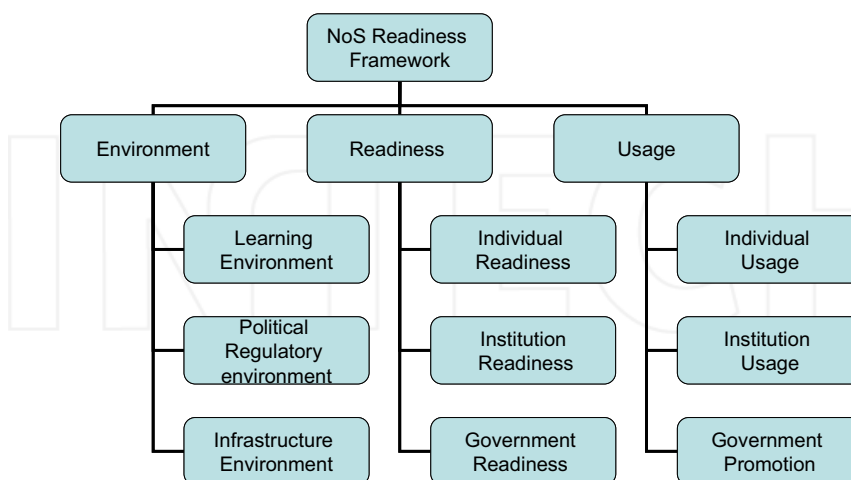 NoS Readiness
Framework
Environment
Readiness
Usage
Learning
Environment
Individual
Readiness
Individual
Usage
Political
Regulatory
environment
Institution
Readiness
Institution
Usage
Infrastructure
Environment
Government
Readiness
Government
Promotion
INTECH